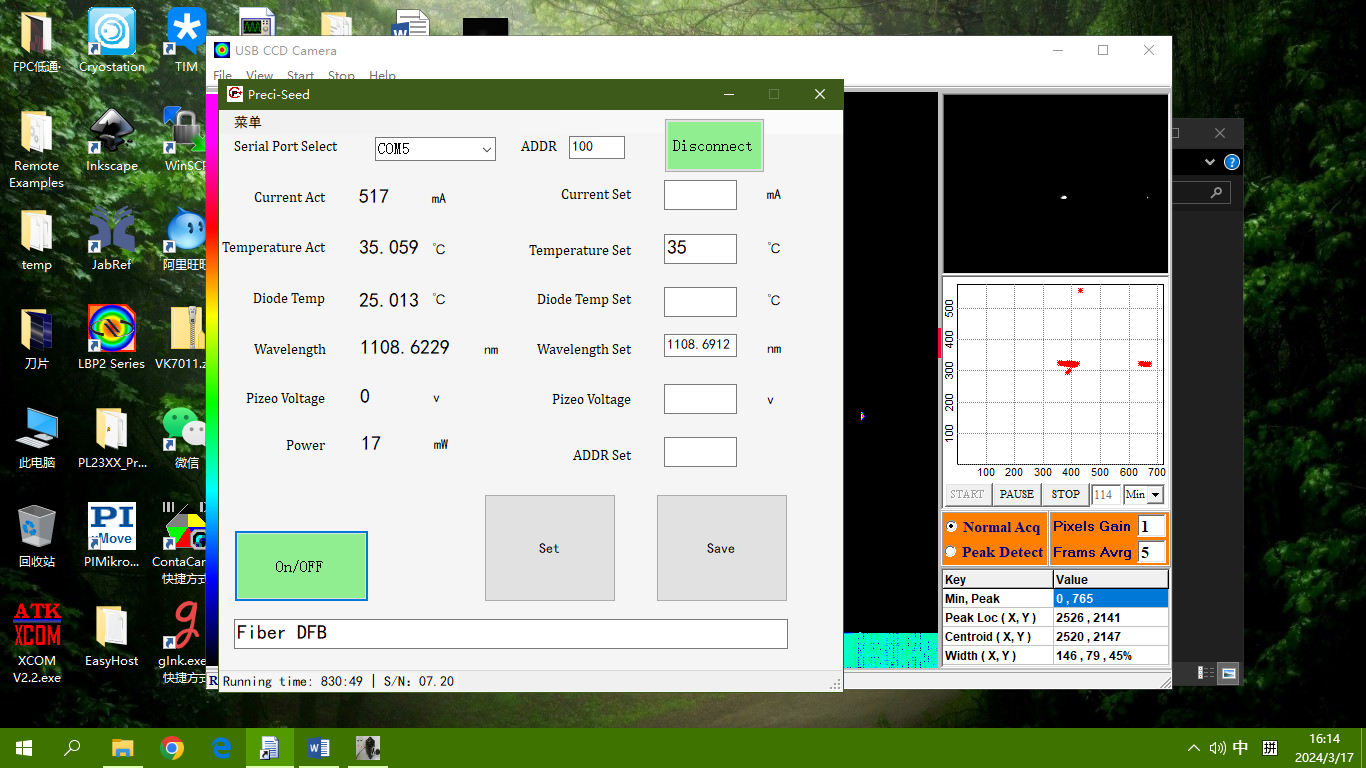 FPC低通·
Cryostation
TIM
Remote Examples
Inkscape
WinSCP
temp
JabRef
阿里旺旺
刀片
LBP2 Series
VK7011.z
此电脑
PL23XX_Pr...
微信
回收站
PIMikro...
ContaCam
快捷方式
ATK
XCOM
XCOM V2.2.exe
EasyHost
gInk.exe
快捷方式
PI
Move
USB CCD Camera
File View Start Stop Help
Preci-Seed
菜单
Serial Port Select COM5 ADDR 100 Disconnect
Current Act 517 mA Current Set mA
Temperature Act 35.059 ℃ Temperature Set 35 ℃
Diode Temp 25.013 ℃ Diode Temp Set ℃
Wavelength 1108.6229 nm Wavelength Set 1108.6912 nm
Pizeo Voltage 0 v Pizeo Voltage v
Power 17 mW ADDR Set
On/OFF Set Save
Fiber DFB
Running time: 830:49 | S/N: 07.20
500
400
300
200
100
100 200 300 400 500 600 700
START PAUSE STOP 114 Min
Normal Acq Pixels Gain 1
Peak Detect Frams Avrg 5
Key Value
Min, Peak 0 , 765
Peak Loc ( X, Y ) 2526 , 2141
Centroid ( X, Y ) 2520 , 2147
Width ( X, Y ) 146 , 79 , 45%
中 拼
16:14
2024/3/17